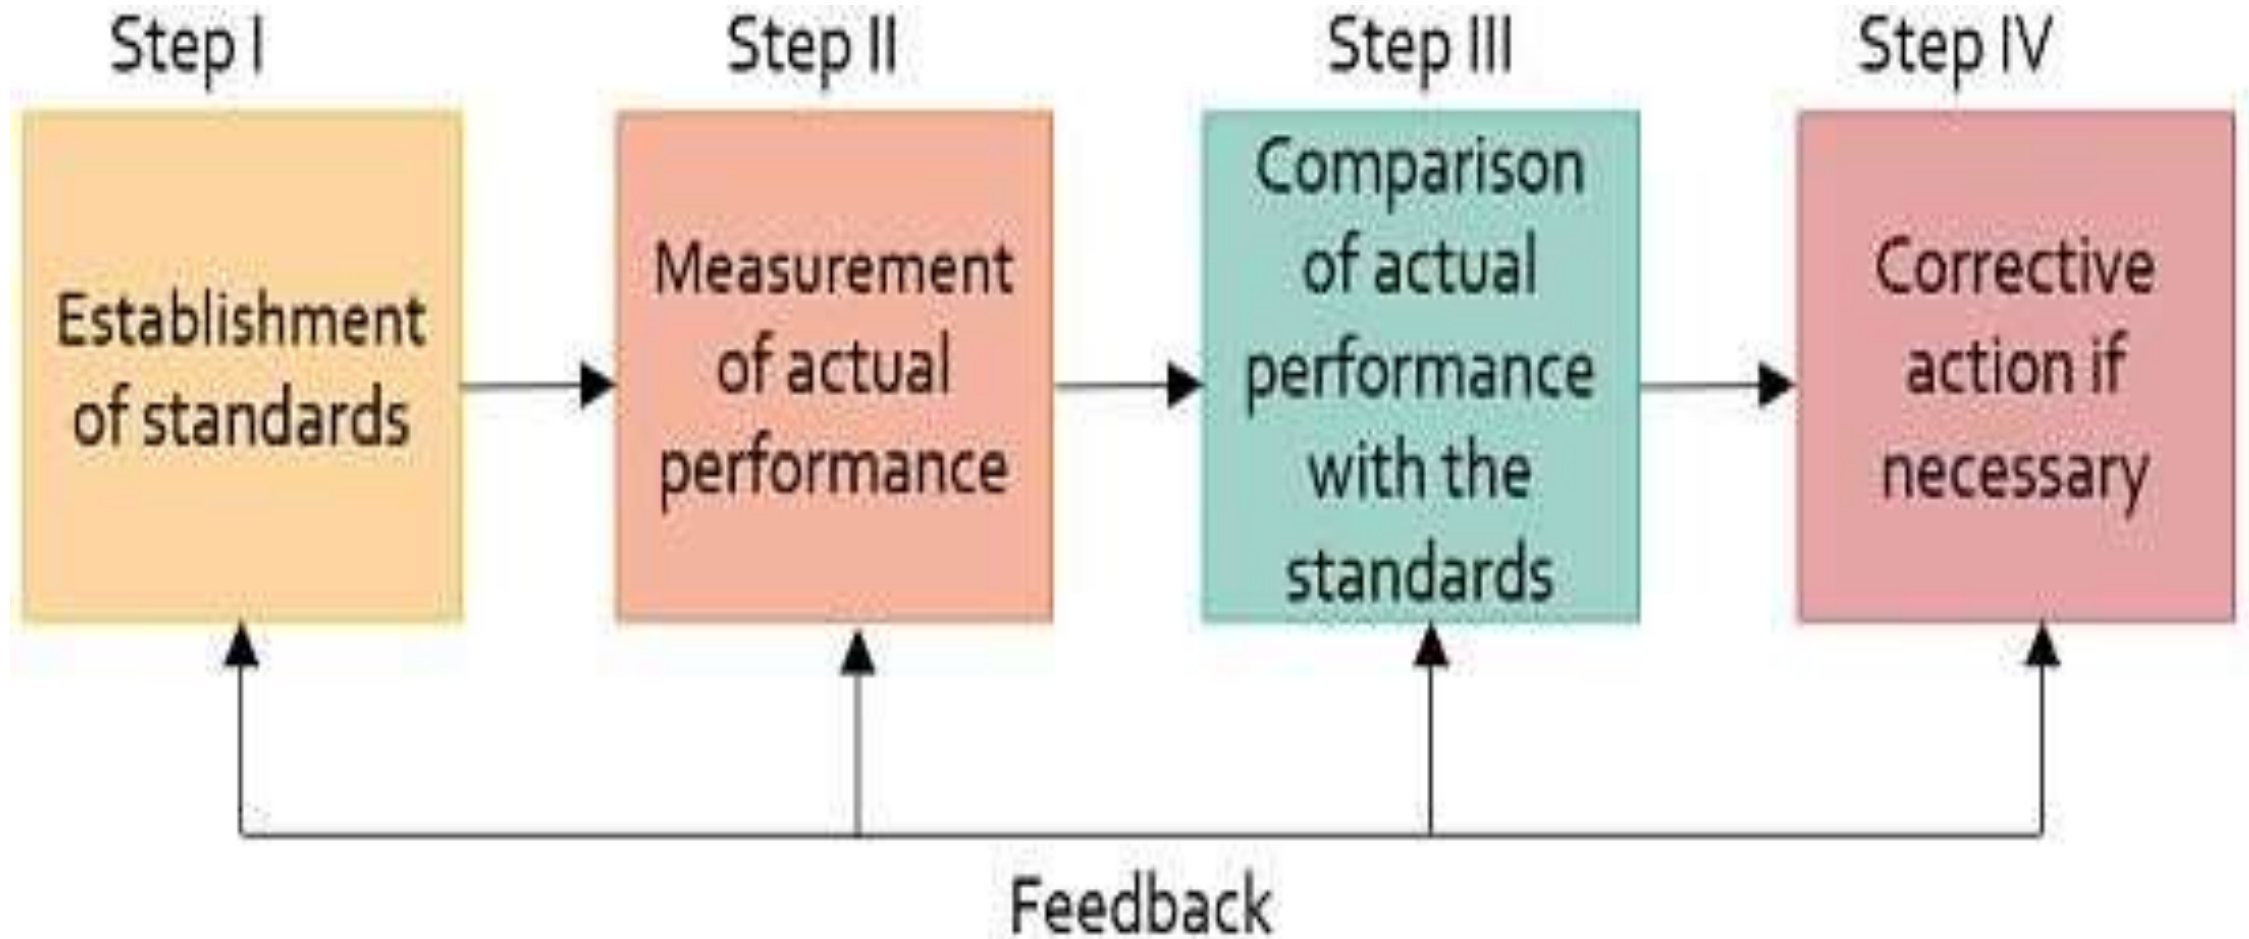 Step I
Step II
Step III
Step IV
Establishment
of standards
Measurement
of actual
performance
Comparison
of actual
performance
with the
standards
Corrective
action if
necessary
Feedback